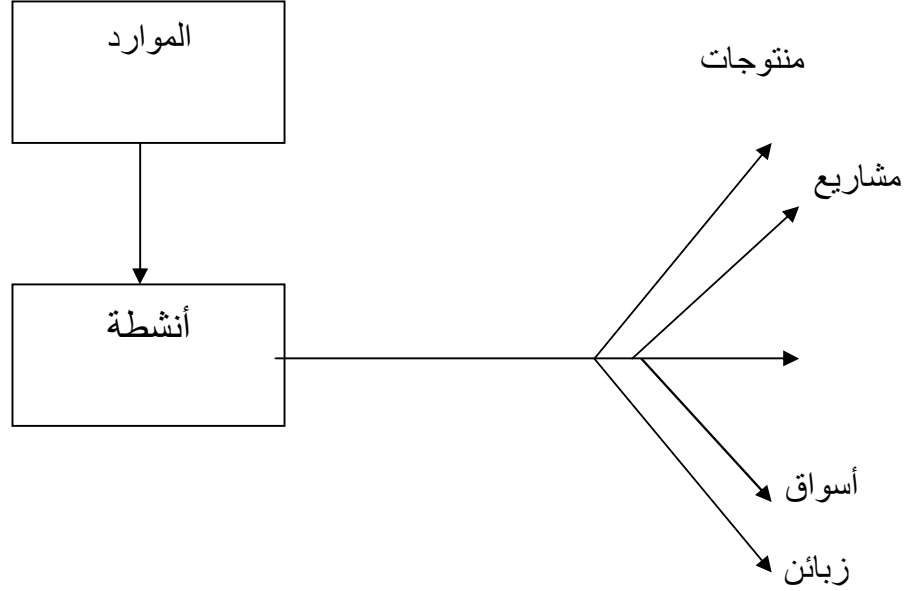 الموارد
منتوجات
مشاريع
أنشطة
أسواق
زبائن